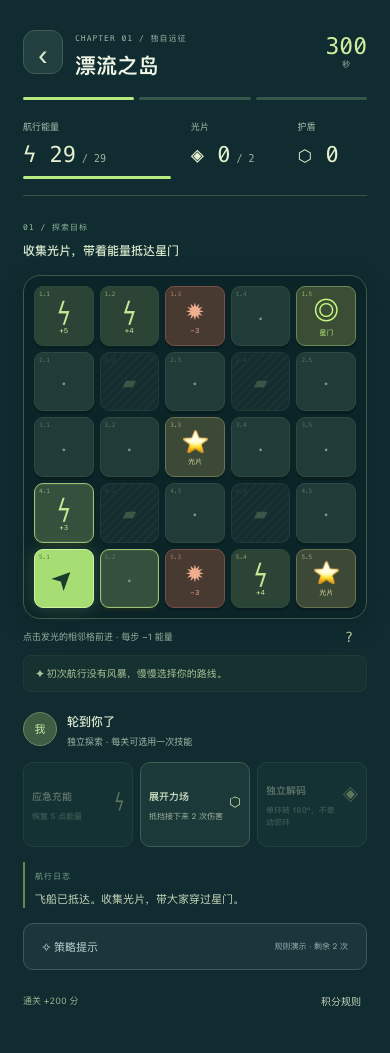 CHAPTER 01 / 独自远征
漂流之岛
300
秒
航行能量
29 / 29
光片
0 / 2
护盾
0
01 / 探索目标
收集光片，带着能量抵达星门
1.1
+5
1.2
+4
1.3
−3
1.4
1.5
星门
2.1
2.3
2.5
3.1
3.2
3.3
光片
3.4
3.5
4.1
+3
4.3
4.5
5.1
5.2
5.3
−3
5.4
+4
5.5
光片
点击发光的相邻格前进 · 每步 −1 能量
?
初次航行没有风暴，慢慢选择你的路线。
我
轮到你了
独立探索 · 每关可选用一次技能
应急充能
恢复 5 点能量
展开力场
抵挡接下来 2 次伤害
独立解码
单环转 180°，不牵
动邻环
航行日志
飞船已抵达。收集光片，带大家穿过星门。
策略提示
规则演示 · 剩余 2 次
通关 +200 分
积分规则